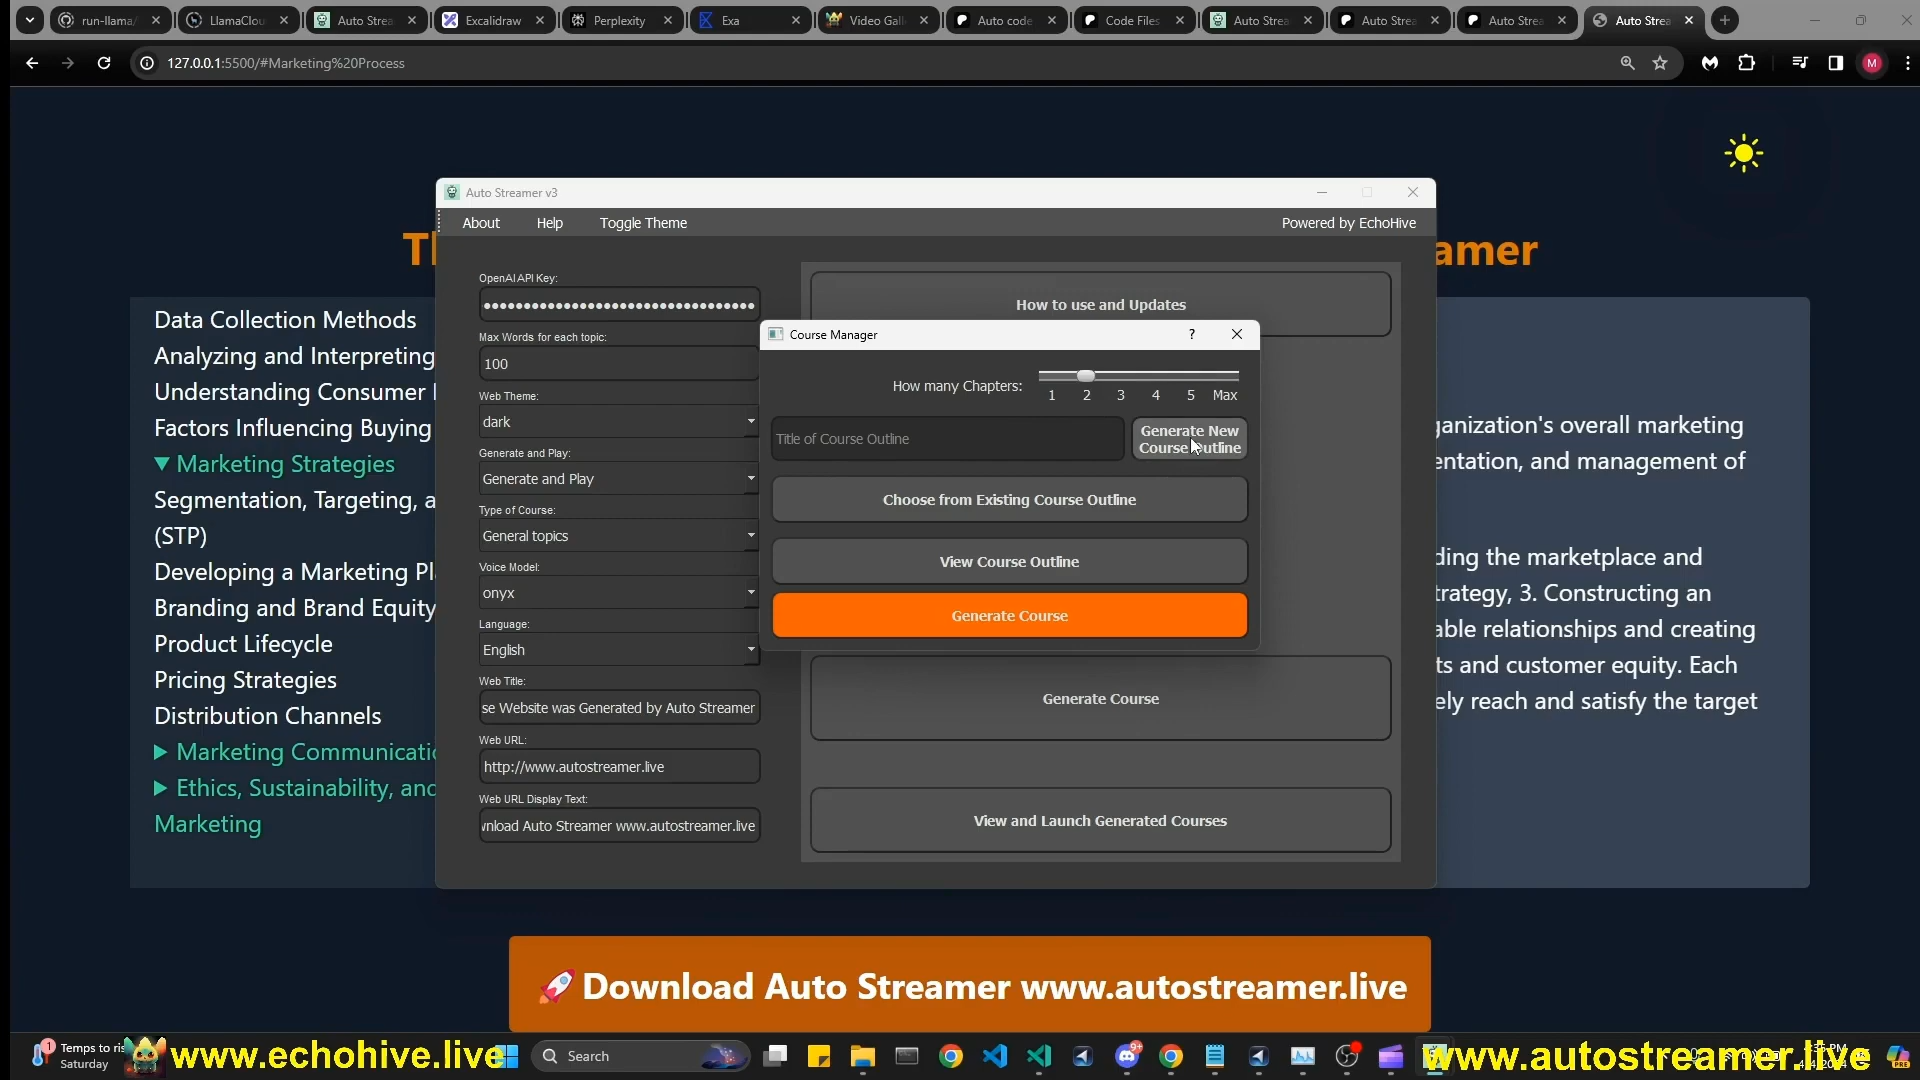 run-llama/
LlamaClou
Auto Strea
Excalidraw
Perplexity
Exa
Video Gall
Auto code
Code Files
Auto Strea
Auto Strea
Auto Strea
Auto Strea
127.0.0.1:5500/#Marketing%20Process
M
Auto Streamer v3
About Help Toggle Theme Powered by EchoHive
amer
Data Collection Methods
Analyzing and Interpreting
Understanding Consumer
Factors Influencing Buying
▼ Marketing Strategies
Segmentation, Targeting, a
(STP)
Developing a Marketing Pl
Branding and Brand Equity
Product Lifecycle
Pricing Strategies
Distribution Channels
▶ Marketing Communicatio
▶ Ethics, Sustainability, and
Marketing
OpenAI API Key:
••••••••••••••••••••••••••••••••••
Max Words for each topic:
100
Web Theme:
dark
Generate and Play:
Generate and Play
Type of Course:
General topics
Voice Model:
onyx
Language:
English
Web Title:
se Website was Generated by Auto Streamer
Web URL:
http://www.autostreamer.live
Web URL Display Text:
wnload Auto Streamer www.autostreamer.live
How to use and Updates
Course Manager ?
How many Chapters:
1 2 3 4 5 Max
Title of Course Outline
Generate New
Course Outline
Choose from Existing Course Outline
View Course Outline
Generate Course
Generate Course
View and Launch Generated Courses
ganization's overall marketing
entation, and management of
ding the marketplace and
trategy, 3. Constructing an
able relationships and creating
ts and customer equity. Each
ely reach and satisfy the target
🚀Download Auto Streamer www.autostreamer.live
1
Temps to ris
Saturday
www.echohive.live
Search
9+
PRE
www.autostreamer.live